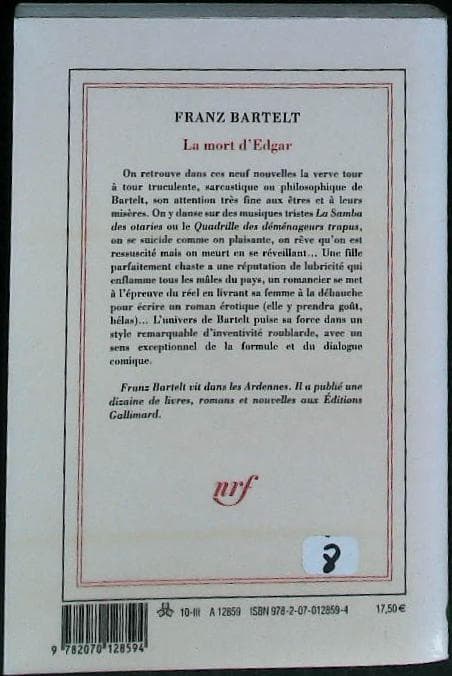 FRANZ BARTELT
La mort d'Edgar
On retrouve dans ces neuf nouvelles la verve tour
à tour truculente, sarcastique ou philosophique de
Bartelt, son attention très fine aux êtres et à leurs
misères. On y danse sur des musiques tristes La Samba
des otaries ou le Quadrille des déménageurs trapus,
on se suicide comme on plaisante, on rêve qu'on est
ressuscité mais on meurt en se réveillant... Une fille
parfaitement chaste a une réputation de lubricité qui
enflamme tous les mâles du pays, un romancier se met
à l'épreuve du réel en livrant sa femme à la débauche
pour écrire un roman érotique (elle y prendra goût,
hélas)... L'univers de Bartelt puise sa force dans un
style remarquable d'inventivité roublarde, avec un
sens exceptionnel de la formule et du dialogue
comique.
Franz Bartelt vit dans les Ardennes. Il a publié une
dizaine de livres, romans et nouvelles aux Éditions
Gallimard.
nrf
8
10-III A 12859 ISBN 978-2-07-012859-4 17,50 €
9 782070 128594